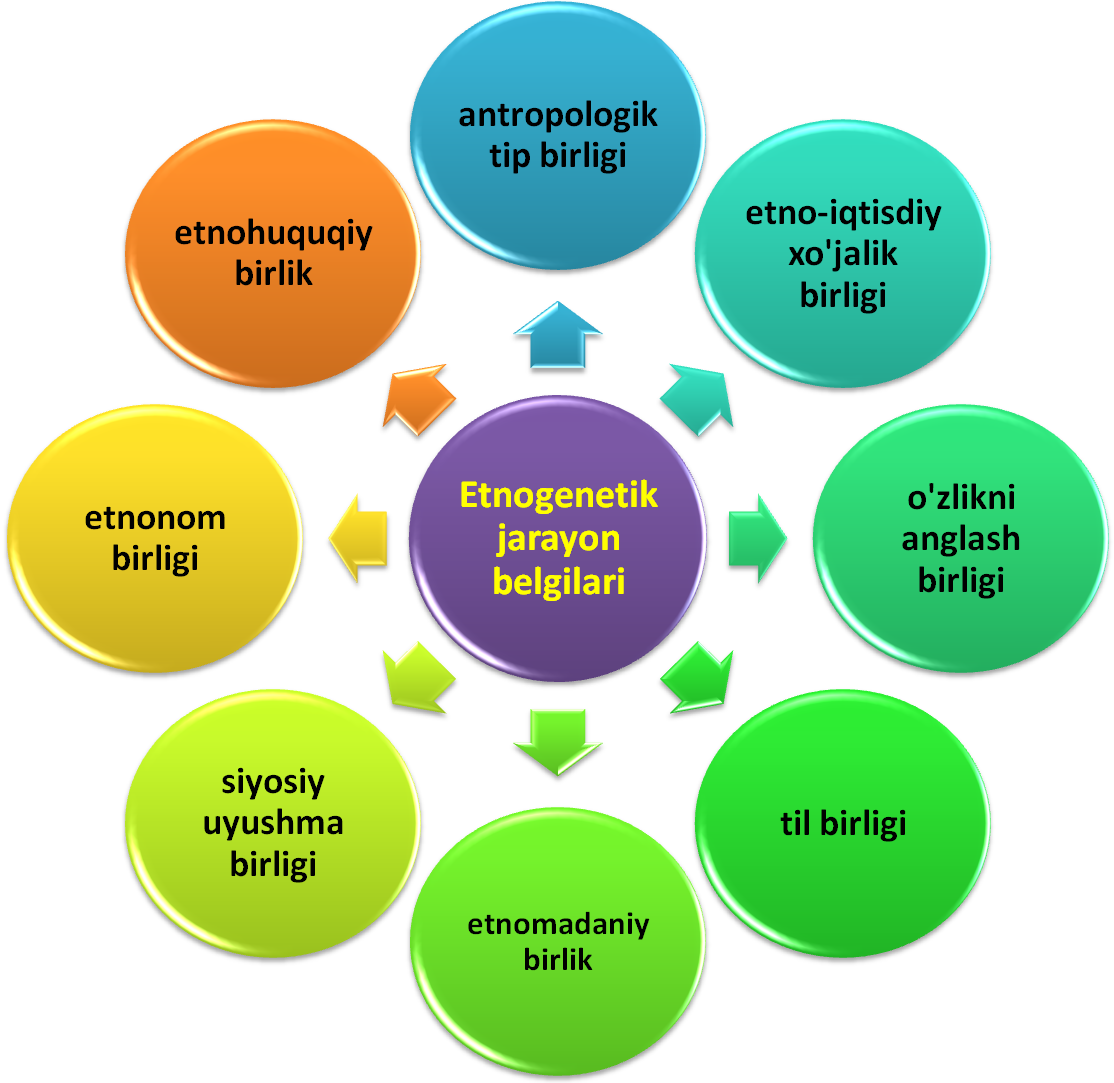 antropologik
tip birligi
etno-iqtisdiy
xo'jalik
birligi
o'zlikni
anglash
birligi
til birligi
etnomadaniy
birlik
siyosiy
uyushma
birligi
etnonom
birligi
etnohuquqiy
birlik
Etnogenetik
jarayon
belgilari